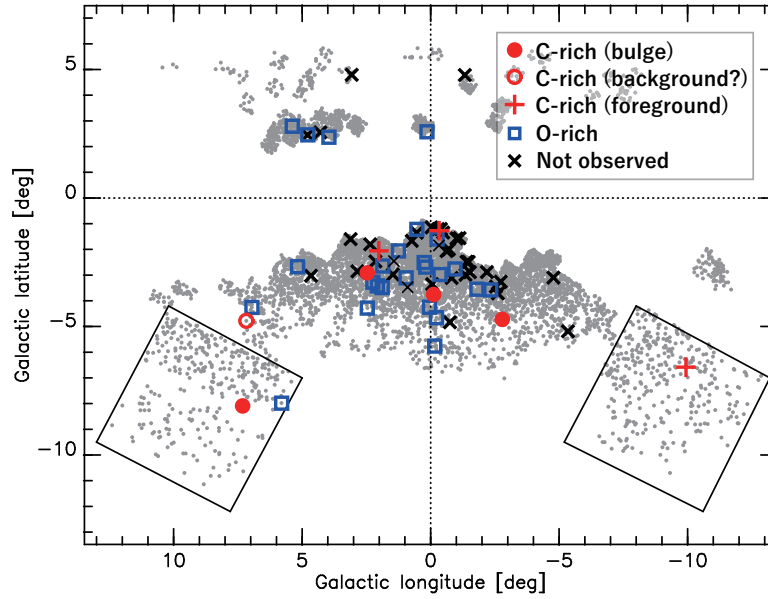 C-rich (bulge)
C-rich (background?)
C-rich (foreground)
O-rich
Not observed
5
0
−5
−10
Galactic latitude [deg]
10 5 0 −5 −10
Galactic longitude [deg]